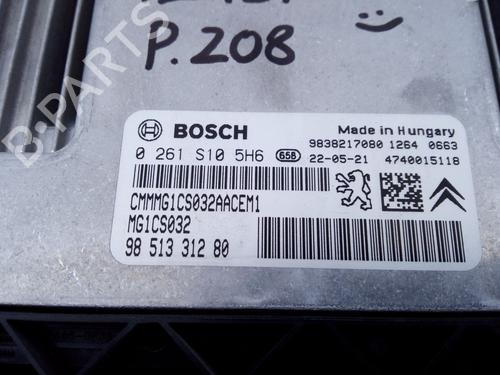 P.208
BOSCH
Made in Hungary
9838217080 1264 0663
0 261 S10 5H6 658 22-05-21 4740015118
CMMMG1CS032AACEM1
MG1CS032
98 513 312 80
B-PARTS